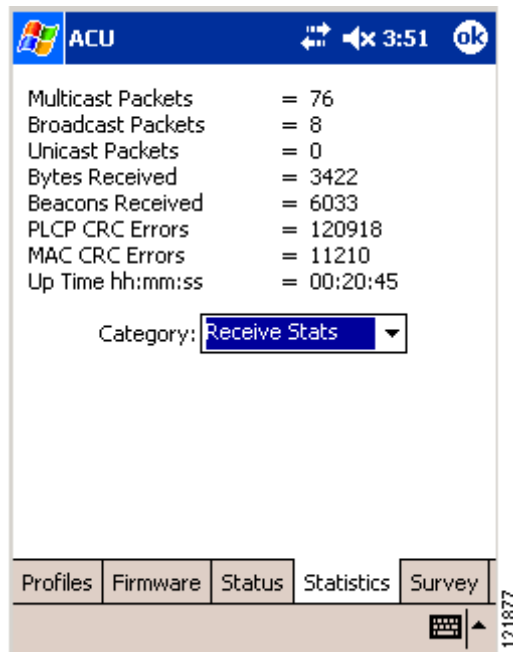 ACU 3:51 ok
Multicast Packets = 76
Broadcast Packets = 8
Unicast Packets = 0
Bytes Received = 3422
Beacons Received = 6033
PLCP CRC Errors = 120918
MAC CRC Errors = 11210
Up Time hh:mm:ss = 00:20:45
Category: Receive Stats
Profiles Firmware Status Statistics Survey
121877